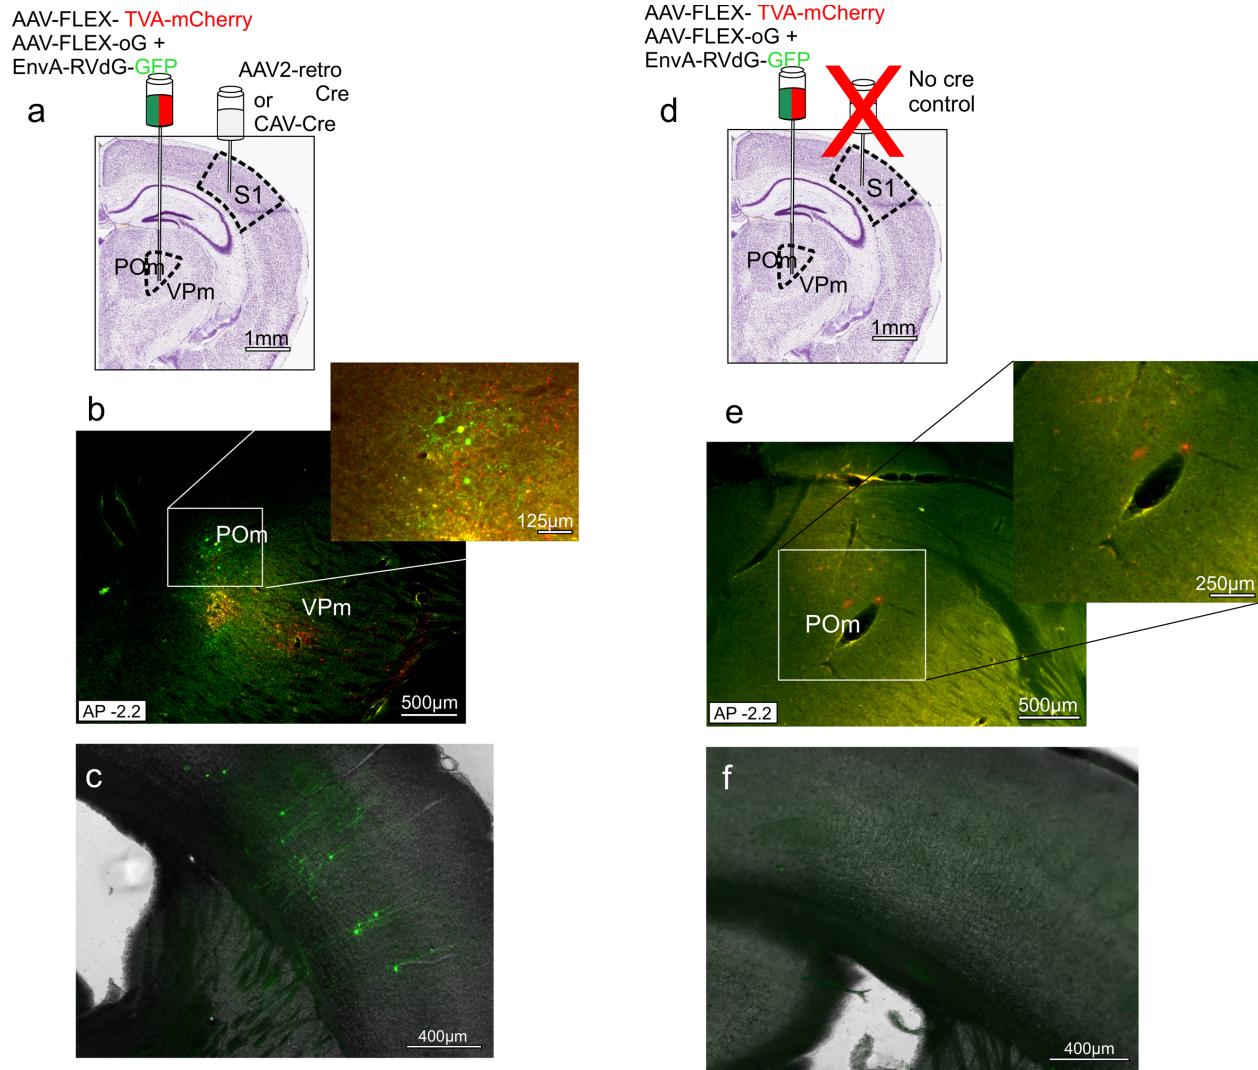 AAV-FLEX- TVA-mCherry
AAV-FLEX-oG +
EnvA-RVdG-GFP
AAV2-retro
or Cre
CAV-Cre
a
S1
POm
VPm
1mm
b
125µm
POm
VPm
AP -2.2
500µm
c
400µm
AAV-FLEX- TVA-mCherry
AAV-FLEX-oG +
EnvA-RVdG-GFP
No cre
control
d
S1
POm
VPm
1mm
e
250µm
POm
AP -2.2
500µm
f
400µm